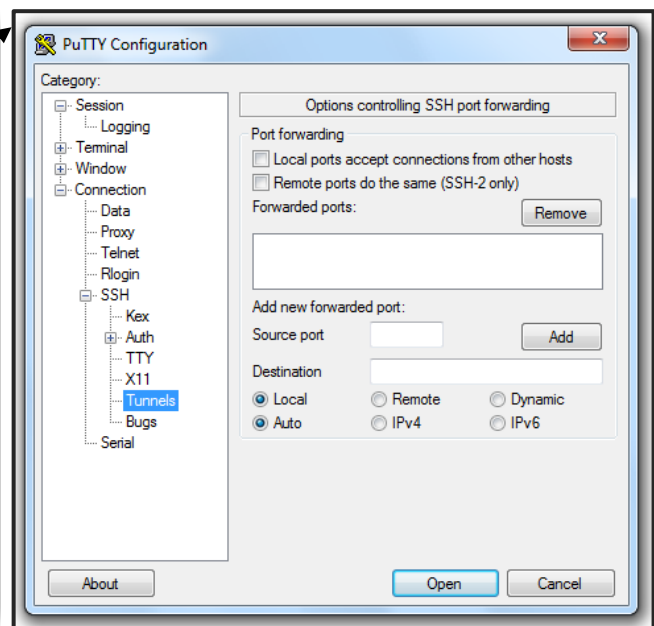 PuTTY Configuration
Category:
Session
Logging
Terminal
Window
Connection
Data
Proxy
Telnet
Rlogin
SSH
Kex
Auth
TTY
X11
Tunnels
Bugs
Serial
Options controlling SSH port forwarding
Port forwarding
Local ports accept connections from other hosts
Remote ports do the same (SSH-2 only)
Forwarded ports:
Remove
Add new forwarded port:
Source port
Add
Destination
Local Remote Dynamic
Auto IPv4 IPv6
About
Open
Cancel